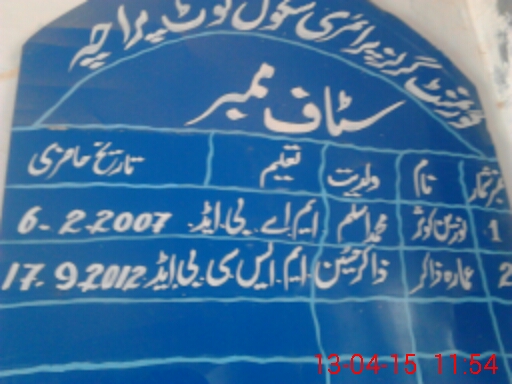 گورنمنٹ گرلز پرائمری سکول کوٹ پراچہ
سٹاف ممبر
نمبر شمار نام ولدیت تعلیم تاریخ حاضری
1 نورین کوثر محمد اسلم ایم اے بی ایڈ 6-2-2007
2 عمارہ ذاکر ذاکر حسین ایم ایس سی بی ایڈ 17-9-2012
13-04-15 11:54